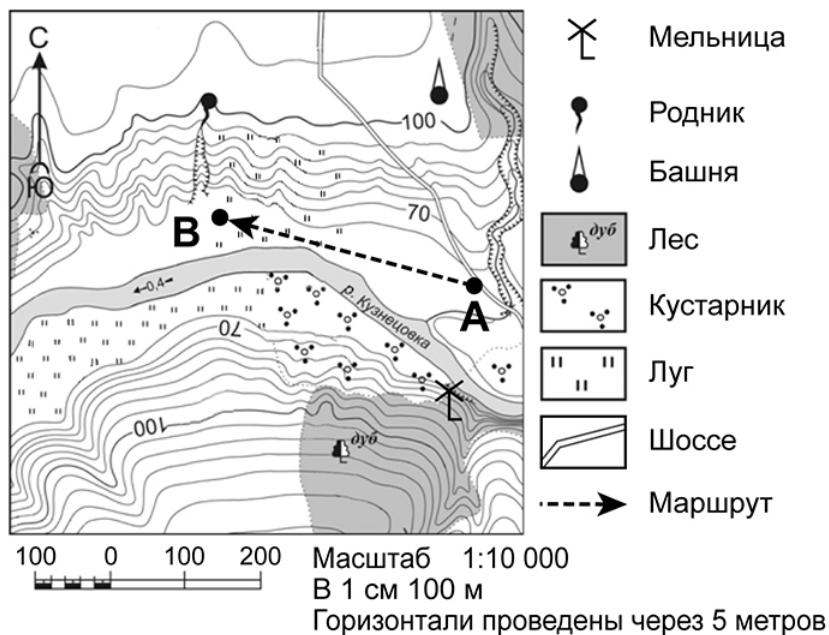 С
Ю
100
70
В
А
0,4
р. Кузнецовка
70
100
дуб
Мельница
Родник
Башня
дуб
Лес
Кустарник
Луг
Шоссе
Маршрут
100 0 100 200
Масштаб 1:10 000
В 1 см 100 м
Горизонтали проведены через 5 метров